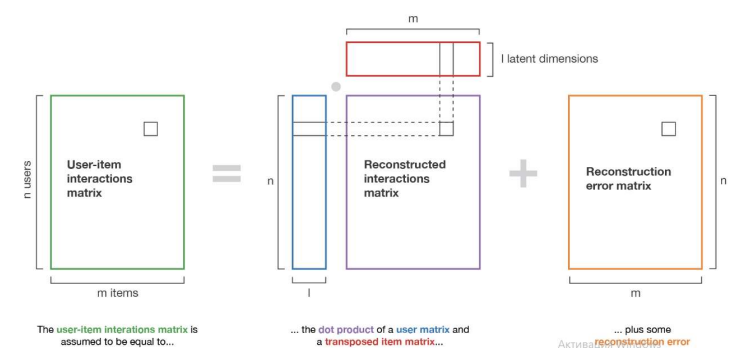 m
l latent dimensions
n users
User-item
interactions
matrix
n
Reconstructed
interactions
matrix
Reconstruction
error matrix
n
m items
l
m
The user-item interations matrix is
assumed to be equal to...
... the dot product of a user matrix and
a transposed item matrix...
... plus some
reconstruction error
Активация Windows